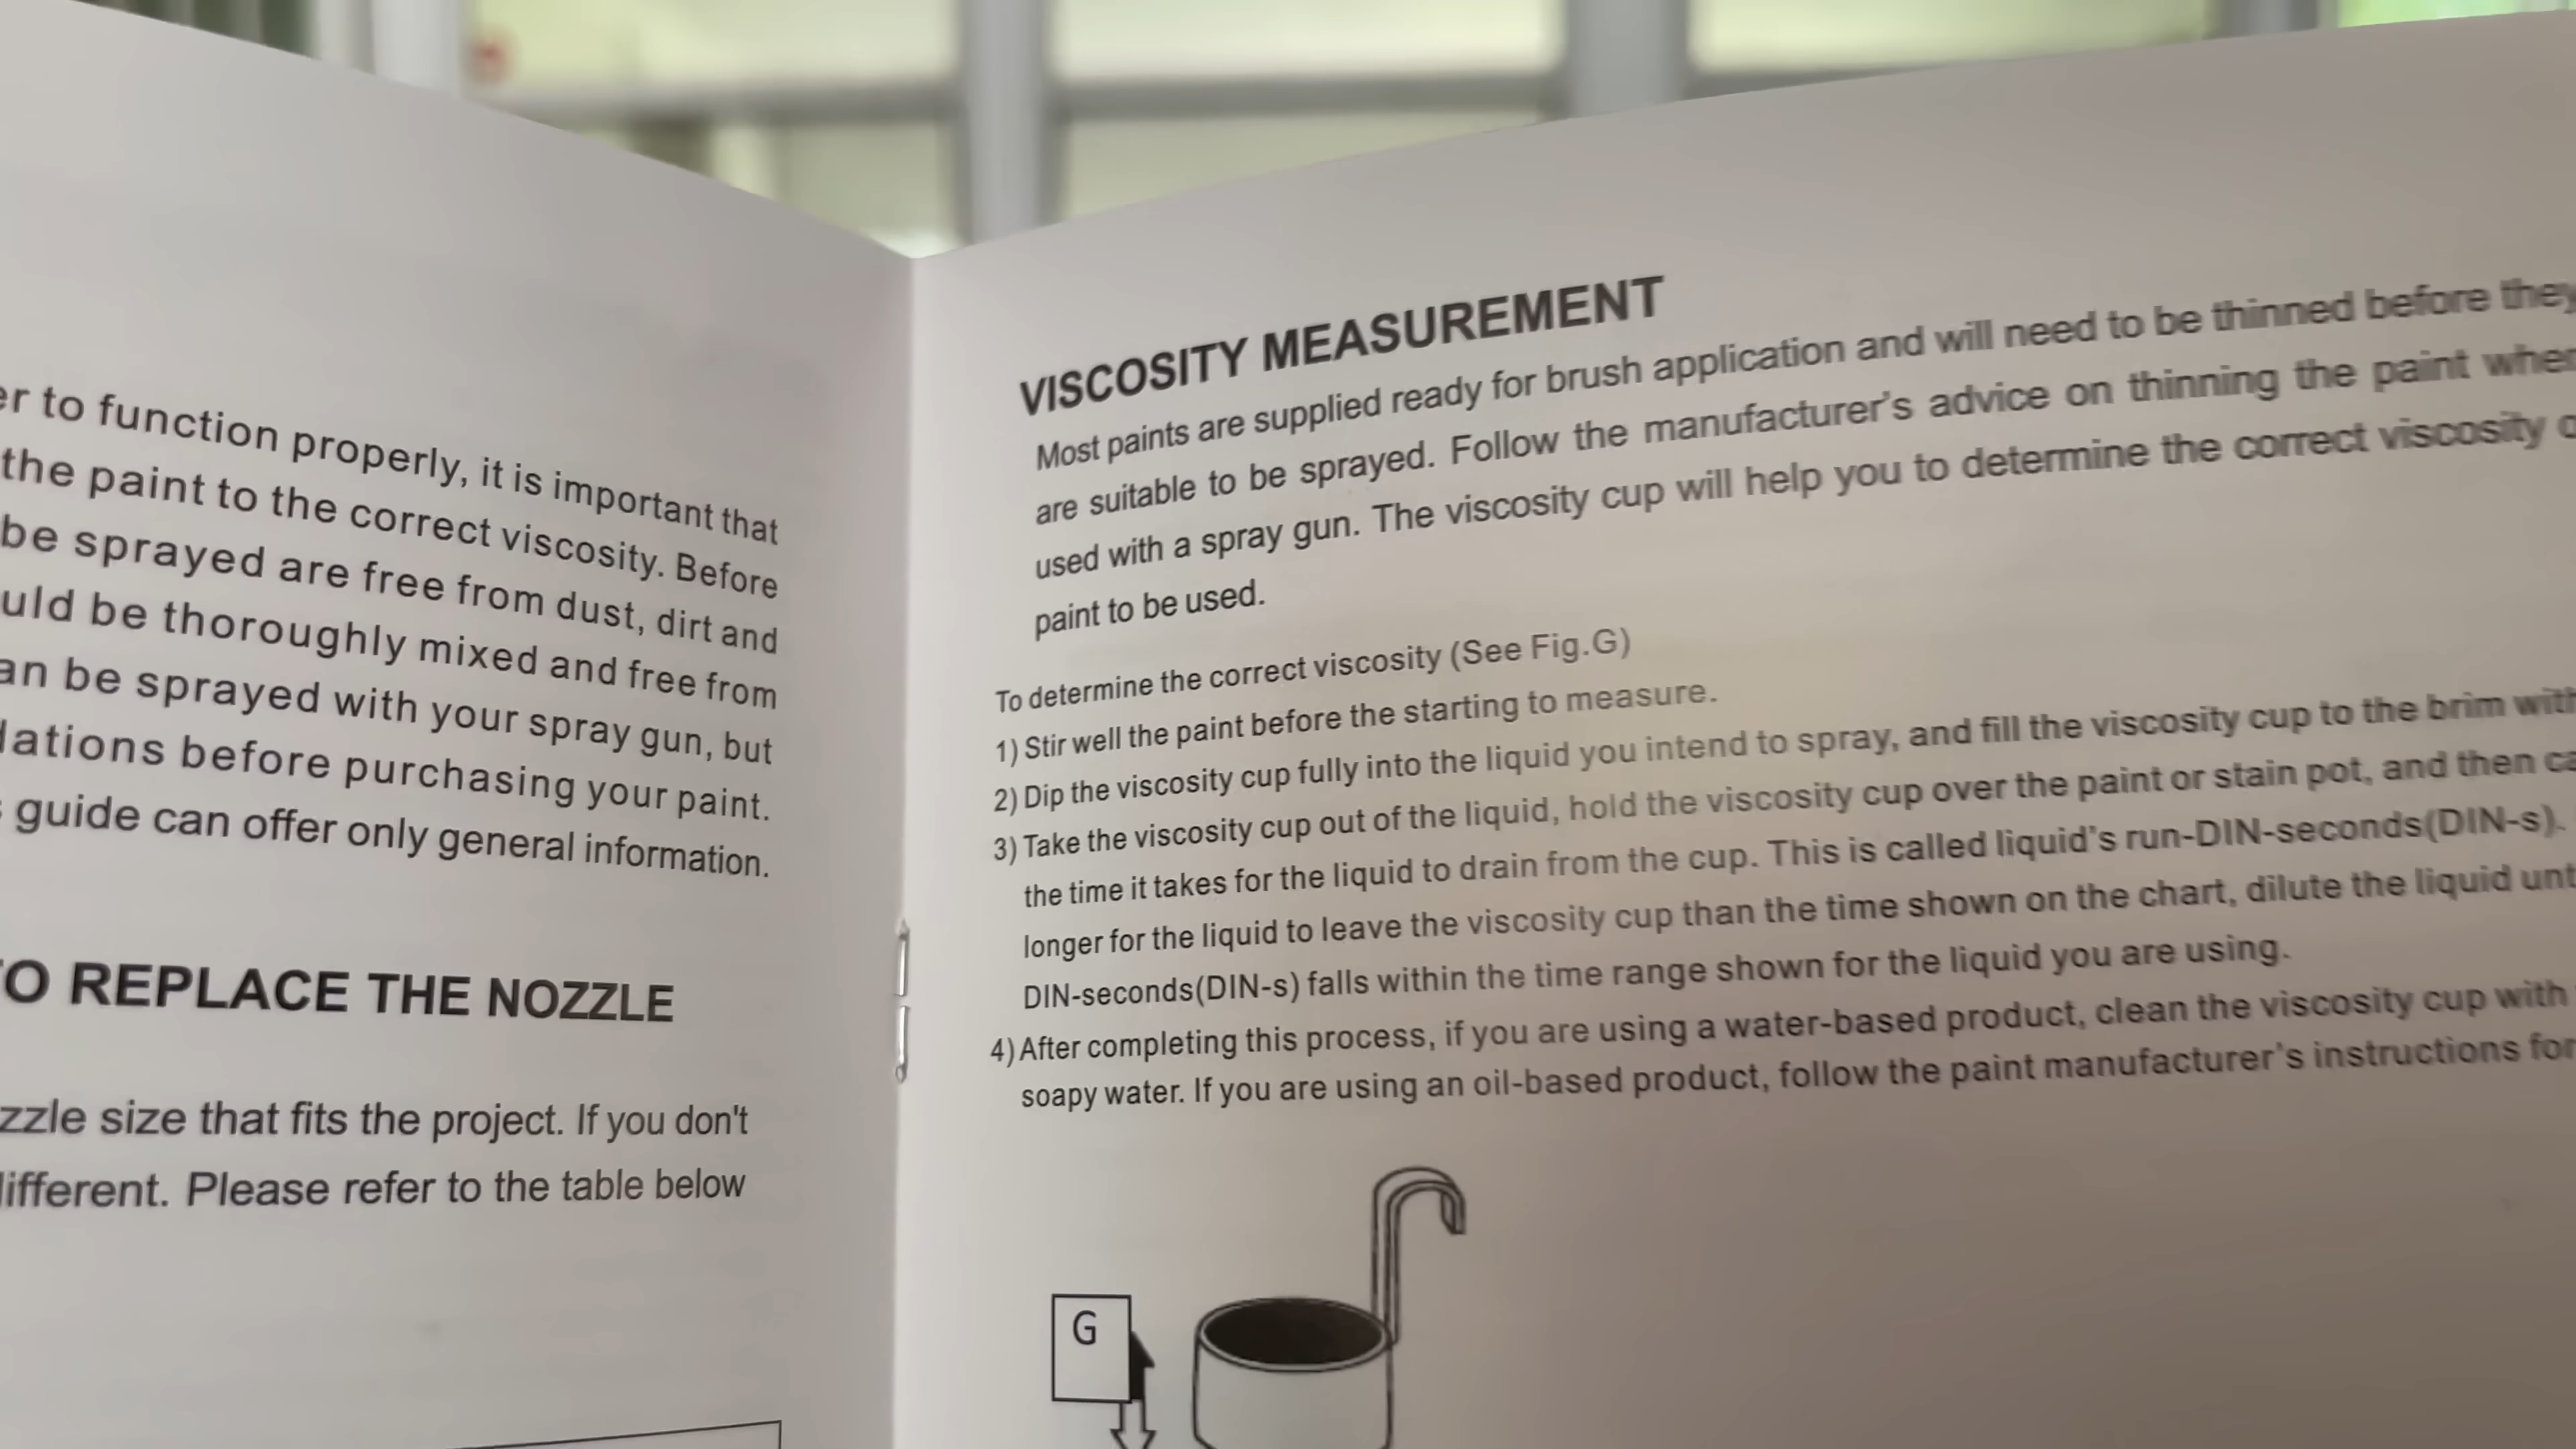 to function properly, it is important that
the paint to the correct viscosity. Before
be sprayed are free from dust, dirt and
be thoroughly mixed and free from
be sprayed with your spray gun, but
before purchasing your paint.
guide can offer only general information.
REPLACE THE NOZZLE
size that fits the project. If you don't
Please refer to the table below
VISCOSITY MEASUREMENT
Most paints are supplied ready for brush application and will need to be thinned before they
are suitable to be sprayed. Follow the manufacturer's advice on thinning the paint when
used with a spray gun. The viscosity cup will help you to determine the correct viscosity
paint to be used.
To determine the correct viscosity (See Fig.G)
1) Stir well the paint before the starting to measure.
2) Dip the viscosity cup fully into the liquid you intend to spray, and fill the viscosity cup to the brim with
3) Take the viscosity cup out of the liquid, hold the viscosity cup over the paint or stain pot, and then
the time it takes for the liquid to drain from the cup. This is called liquid's run-DIN-seconds(DIN-s).
longer for the liquid to leave the viscosity cup than the time shown on the chart, dilute the liquid
DIN-seconds(DIN-s) falls within the time range shown for the liquid you are using.
4) After completing this process, if you are using a water-based product, clean the viscosity cup with
soapy water. If you are using an oil-based product, follow the paint manufacturer's instructions for
G